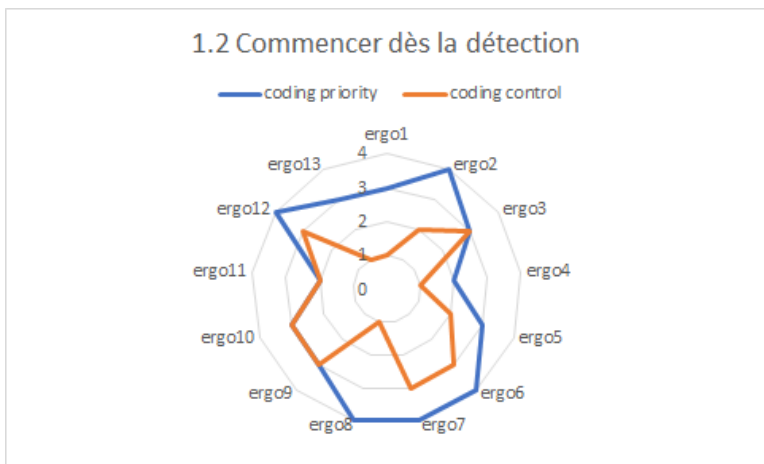 1.2 Commencer dès la détection
coding priority coding control
ergo1
ergo2
ergo3
ergo4
ergo5
ergo6
ergo7
ergo8
ergo9
ergo10
ergo11
ergo12
ergo13
4
3
2
1
0